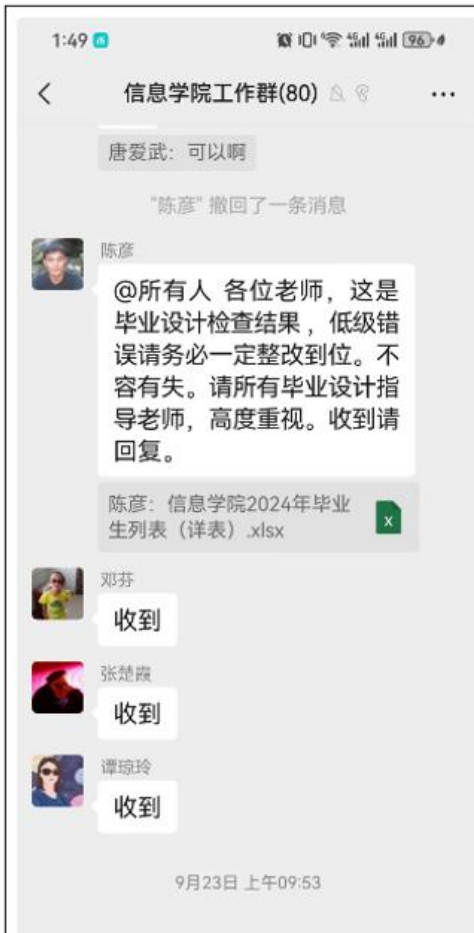 1:49
96
信息学院工作群(80)
唐爱武：可以啊
"陈彦" 撤回了一条消息
陈彦
@所有人 各位老师，这是
毕业设计检查结果，低级错
误请务必一定整改到位。不
容有失。请所有毕业设计指
导老师，高度重视。收到请
回复。
陈彦：信息学院2024年毕业
生列表（详表）.xlsx
X
邓芬
收到
张楚霞
收到
谭琼玲
收到
9月23日 上午09:53